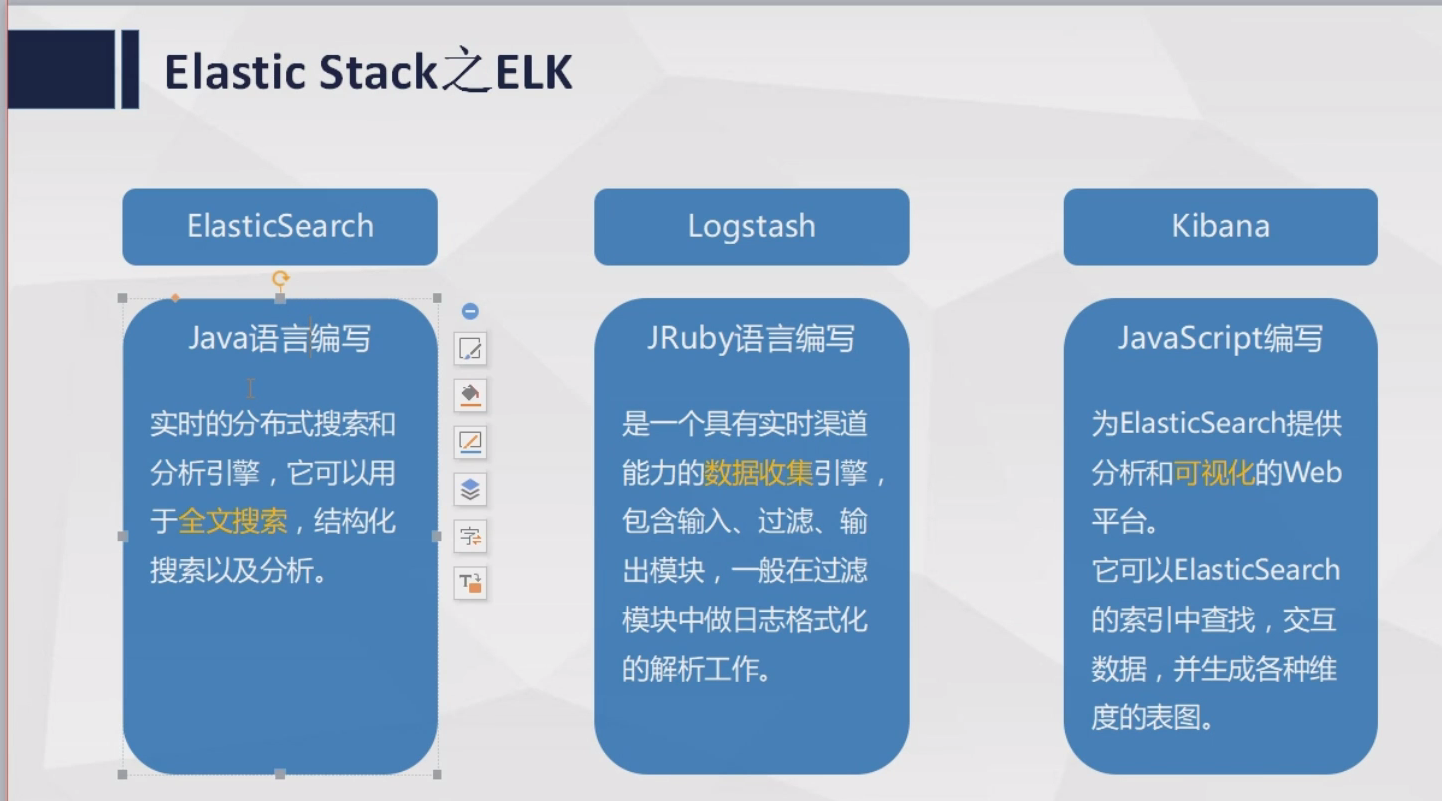 Elastic Stack之ELK
ElasticSearch
Java语言编写
实时的分布式搜索和
分析引擎，它可以用
于全文搜索，结构化
搜索以及分析。
Logstash
JRuby语言编写
是一个具有实时渠道
能力的数据收集引擎，
包含输入、过滤、输
出模块，一般在过滤
模块中做日志格式化
的解析工作。
Kibana
JavaScript编写
为ElasticSearch提供
分析和可视化的Web
平台。
它可以ElasticSearch
的索引中查找，交互
数据，并生成各种维
度的表图。
字
T